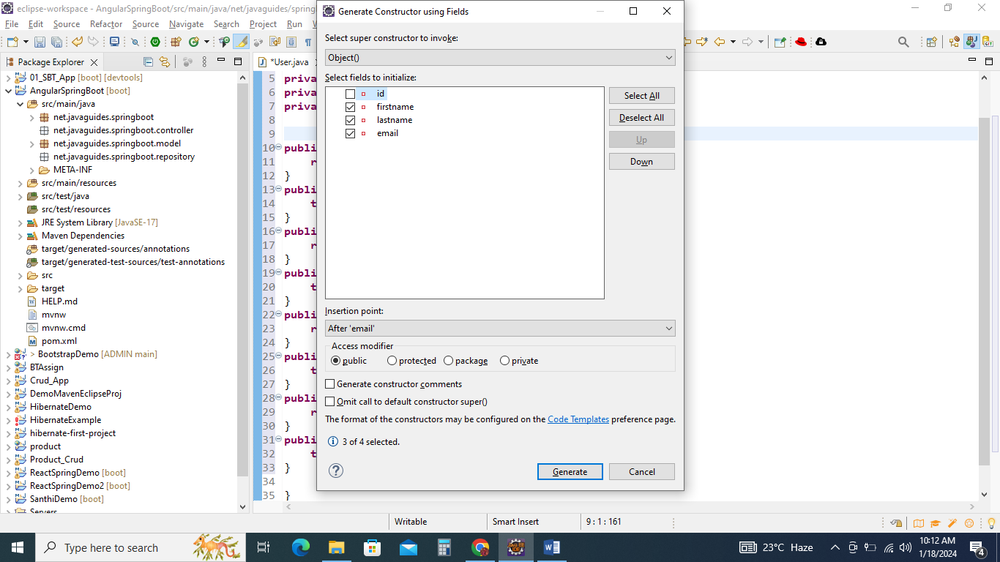 eclipse-workspace - AngularSpringBoot/src/main/java/net/javaguides/spring
File Edit Source Refactor Source Navigate Search Project Run
Package Explorer
01_SBT_App [boot] [devtools]
AngularSpringBoot [boot]
src/main/java
net.javaguides.springboot
net.javaguides.springboot.controller
net.javaguides.springboot.model
net.javaguides.springboot.repository
META-INF
src/main/resources
src/test/java
src/test/resources
JRE System Library [JavaSE-17]
Maven Dependencies
target/generated-sources/annotations
target/generated-test-sources/test-annotations
src
target
HELP.md
mvnw
mvnw.cmd
pom.xml
> BootstrapDemo [ADMIN main]
BTAssign
Crud_App
DemoMavenEclipseProj
HibernateDemo
HibernateExample
hibernate-first-project
product
Product_Crud
ReactSpringDemo [boot]
ReactSpringDemo2 [boot]
SanthiDemo [boot]
Servers
*User.java
5 priva
6 priva
7 priva
8
9
10 publi
11 r
12 }
13 publi
14 t
15 }
16 publi
17 r
18 }
19 publi
20 t
21 }
22 publi
23 r
24 }
25 publi
26 t
27 }
28 publi
29 r
30 }
31 publi
32 t
33 }
34
35 }
Generate Constructor using Fields
Select super constructor to invoke:
Object()
Select fields to initialize:
id
firstname
lastname
email
Select All
Deselect All
Up
Down
Insertion point:
After 'email'
Access modifier
public protected package private
Generate constructor comments
Omit call to default constructor super()
The format of the constructors may be configured on the Code Templates preference page.
3 of 4 selected.
Generate Cancel
Writable Smart Insert 9 : 1 : 161
Type here to search
23°C Haze
10:12 AM
1/18/2024
4